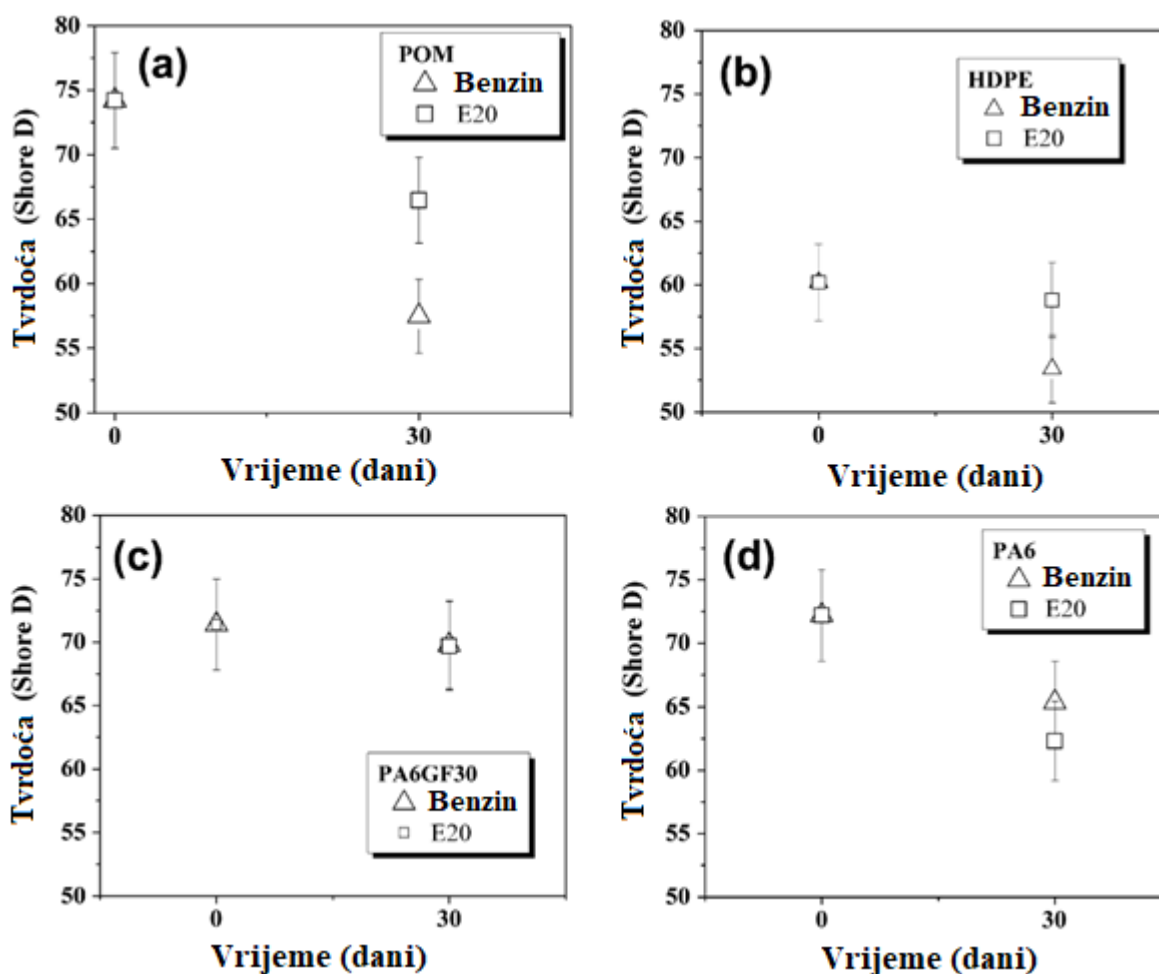 (a)
POM
Benzin
E20
80
75
70
65
60
55
50
Tvrdoća (Shore D)
0
30
Vrijeme (dani)
(b)
HDPE
Benzin
E20
80
75
70
65
60
55
50
Tvrdoća (Shore D)
0
30
Vrijeme (dani)
(c)
PA6GF30
Benzin
E20
80
75
70
65
60
55
50
Tvrdoća (Shore D)
0
30
Vrijeme (dani)
(d)
PA6
Benzin
E20
80
75
70
65
60
55
50
Tvrdoća (Shore D)
0
30
Vrijeme (dani)